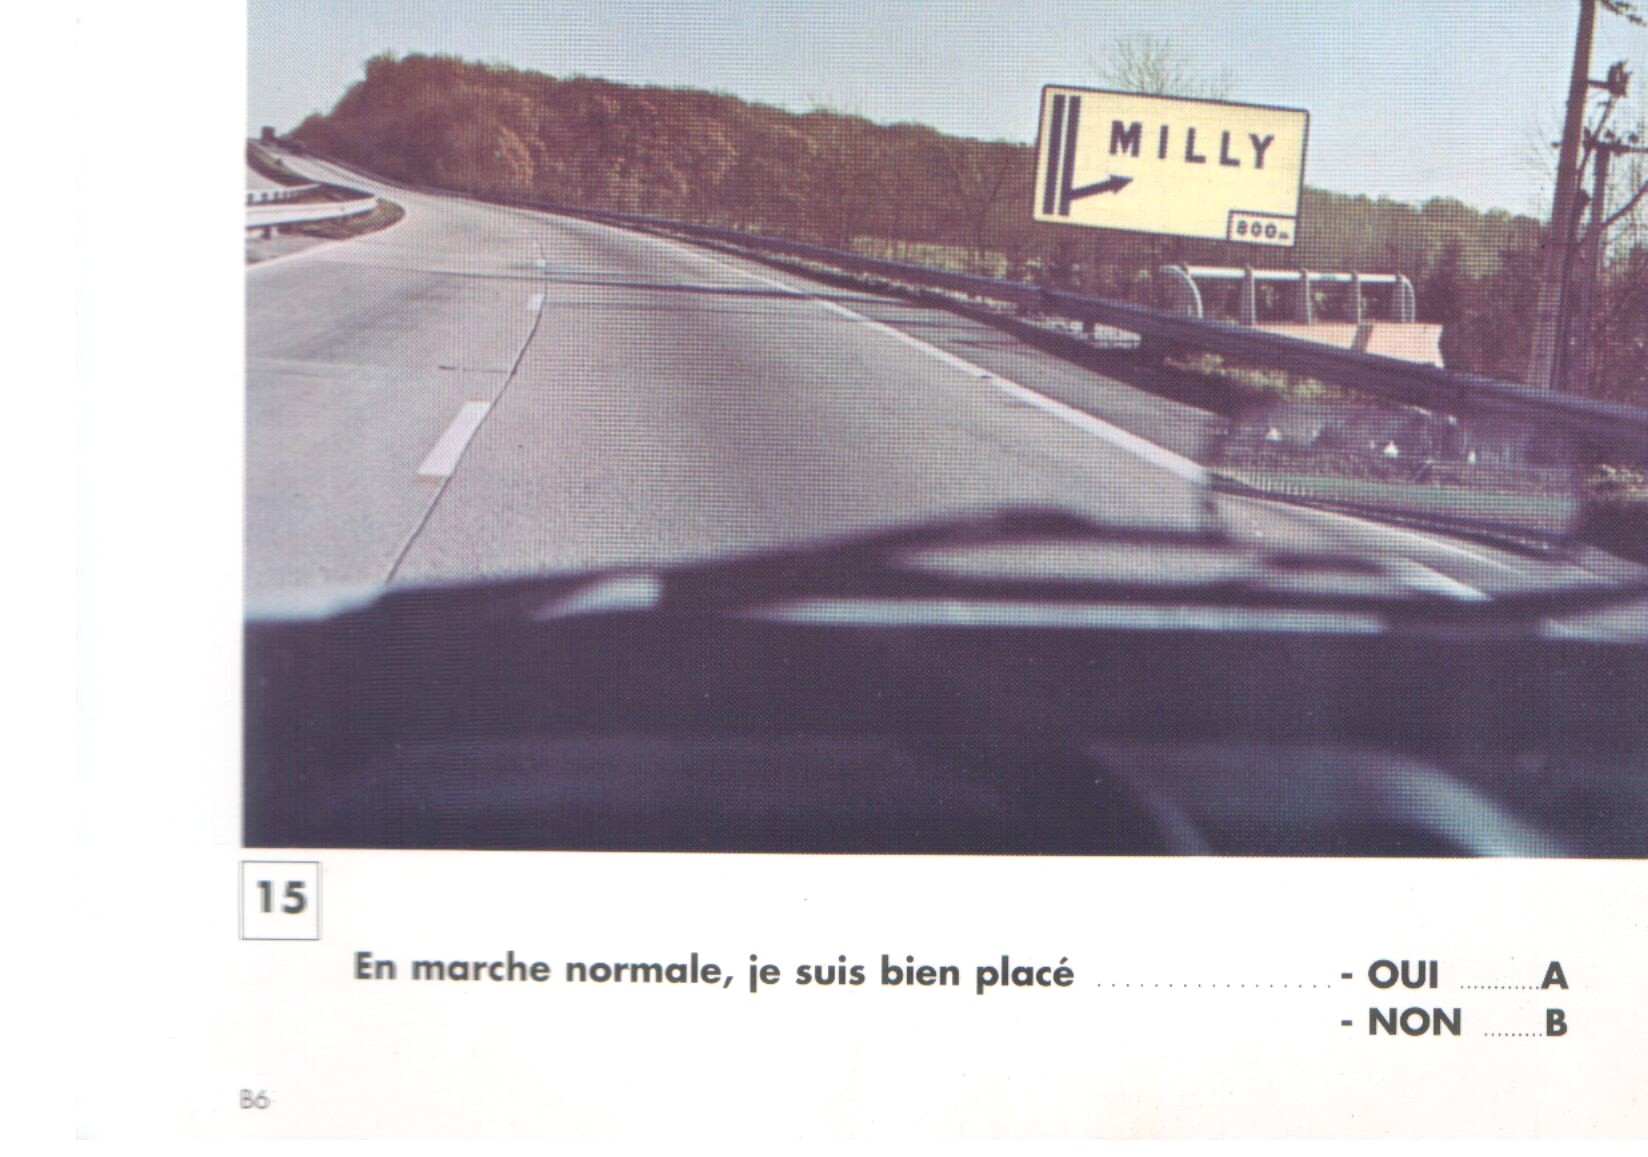 MILLY
800m
15
En marche normale, je suis bien placé ................ - OUI ..........A
- NON .........B
B6